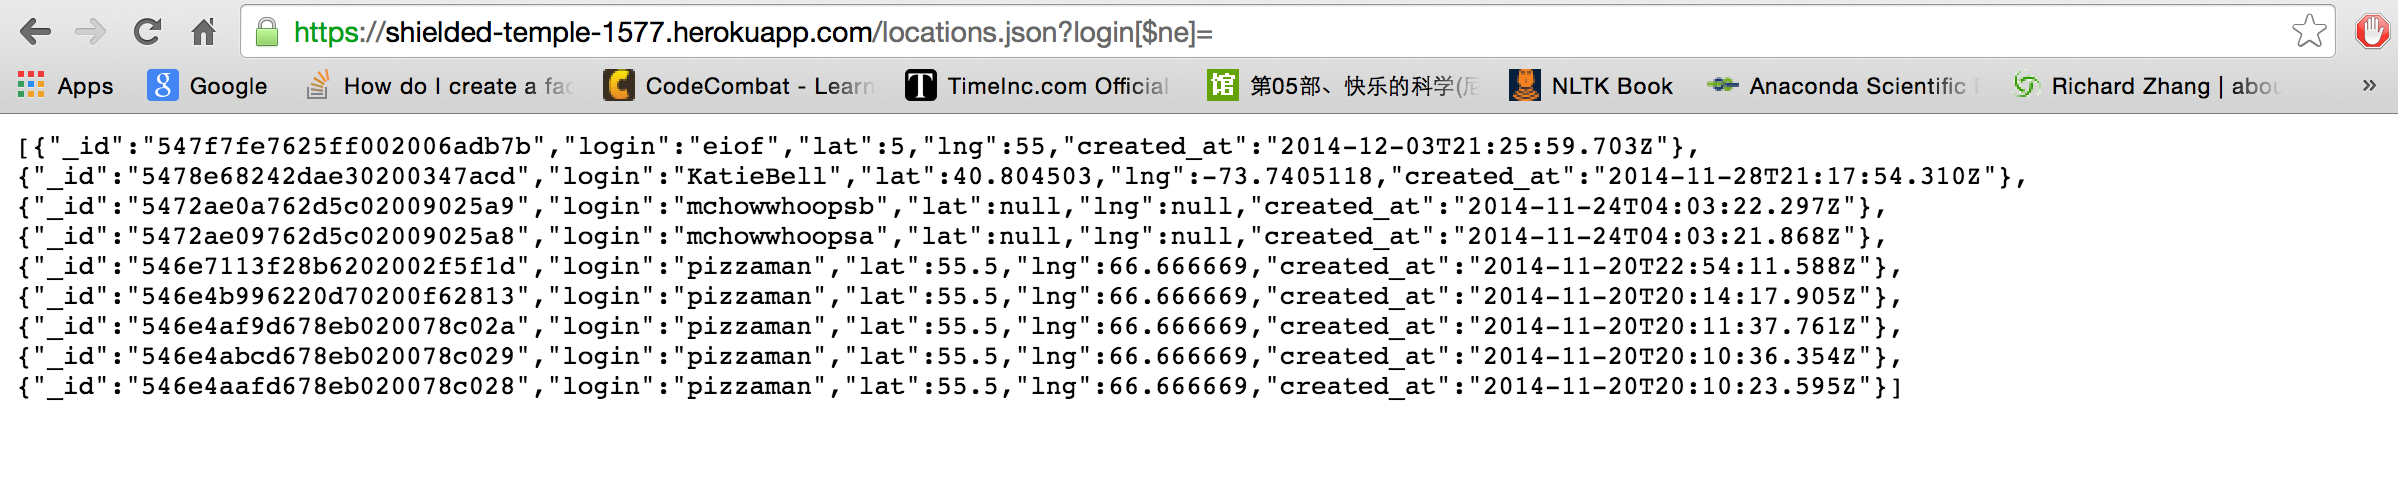 https://shielded-temple-1577.herokuapp.com/locations.json?login[$ne]=
Apps Google How do I create a fac CodeCombat - Learn TimeInc.com Official 第05部、快乐的科学(尼 NLTK Book Anaconda Scientific Richard Zhang | abou »
[{"_id":"547f7fe7625ff002006adb7b","login":"eiof","lat":5,"lng":55,"created_at":"2014-12-03T21:25:59.703Z"},
{"_id":"5478e68242dae30200347acd","login":"KatieBell","lat":40.804503,"lng":-73.7405118,"created_at":"2014-11-28T21:17:54.310Z"},
{"_id":"5472ae0a762d5c02009025a9","login":"mchowwhoopsb","lat":null,"lng":null,"created_at":"2014-11-24T04:03:22.297Z"},
{"_id":"5472ae09762d5c02009025a8","login":"mchowwhoopsa","lat":null,"lng":null,"created_at":"2014-11-24T04:03:21.868Z"},
{"_id":"546e7113f28b6202002f5f1d","login":"pizzaman","lat":55.5,"lng":66.666669,"created_at":"2014-11-20T22:54:11.588Z"},
{"_id":"546e4b996220d70200f62813","login":"pizzaman","lat":55.5,"lng":66.666669,"created_at":"2014-11-20T20:14:17.905Z"},
{"_id":"546e4af9d678eb020078c02a","login":"pizzaman","lat":55.5,"lng":66.666669,"created_at":"2014-11-20T20:11:37.761Z"},
{"_id":"546e4abcd678eb020078c029","login":"pizzaman","lat":55.5,"lng":66.666669,"created_at":"2014-11-20T20:10:36.354Z"},
{"_id":"546e4aafd678eb020078c028","login":"pizzaman","lat":55.5,"lng":66.666669,"created_at":"2014-11-20T20:10:23.595Z"}]